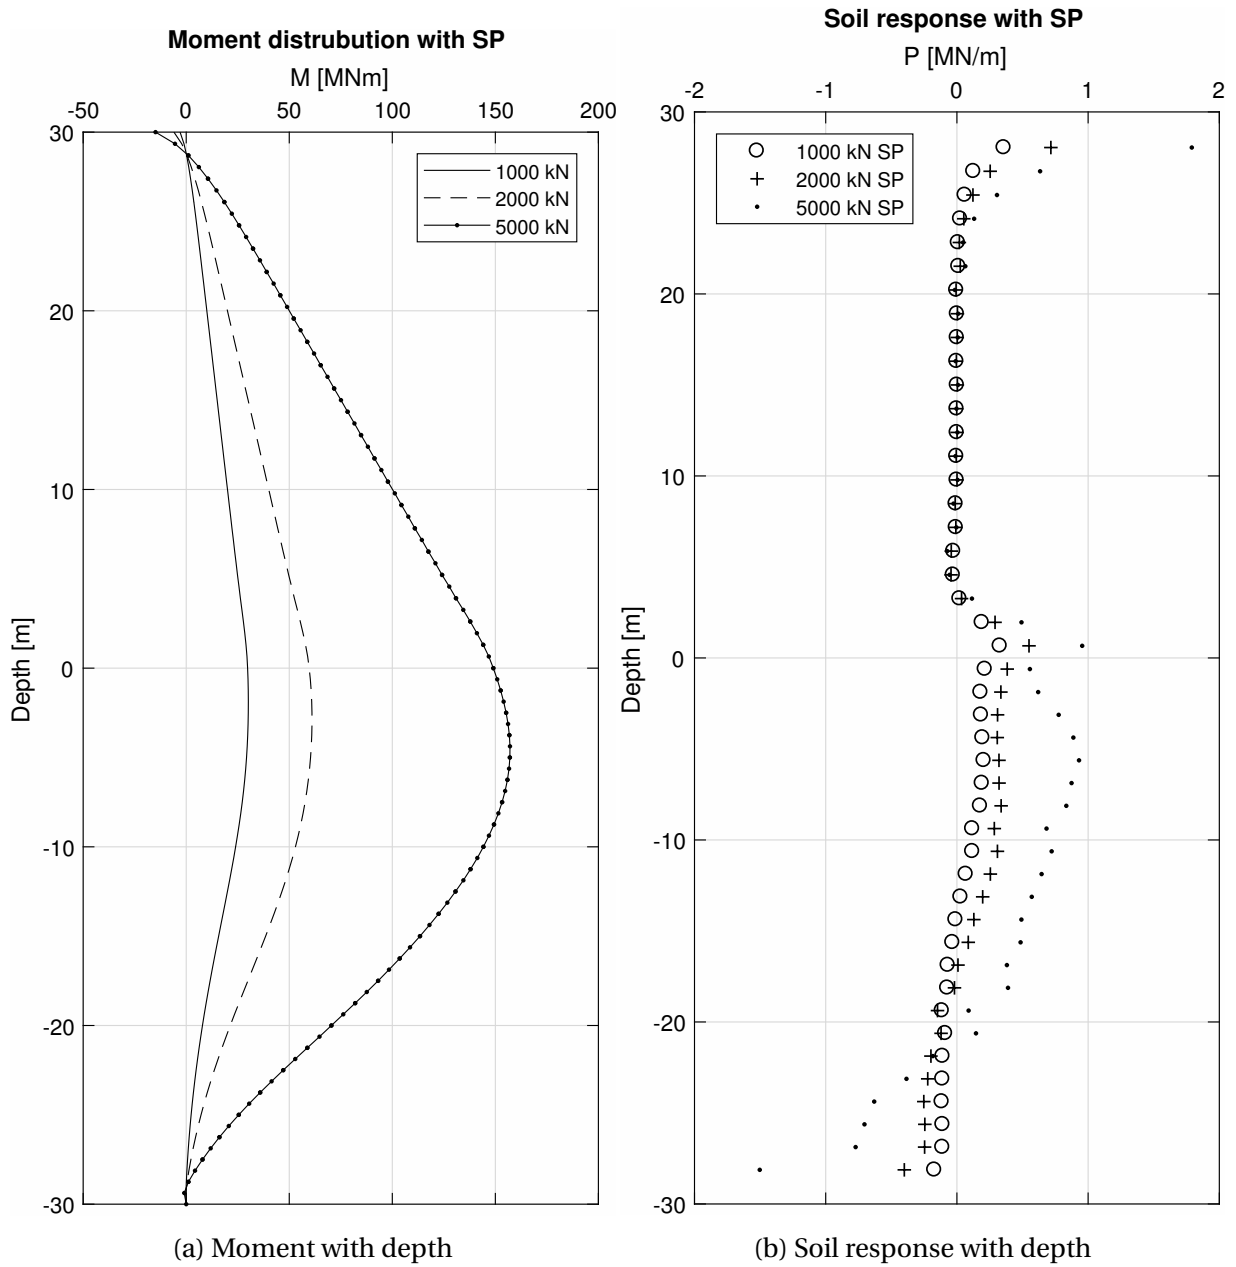 Moment distrubution with SP
M [MNm]
-50 0 50 100 150 200
30
20
10
0
-10
-20
-30
Depth [m]
1000 kN
2000 kN
5000 kN
(a) Moment with depth
Soil response with SP
P [MN/m]
-2 -1 0 1 2
30
20
10
0
-10
-20
-30
Depth [m]
1000 kN SP
2000 kN SP
5000 kN SP
(b) Soil response with depth